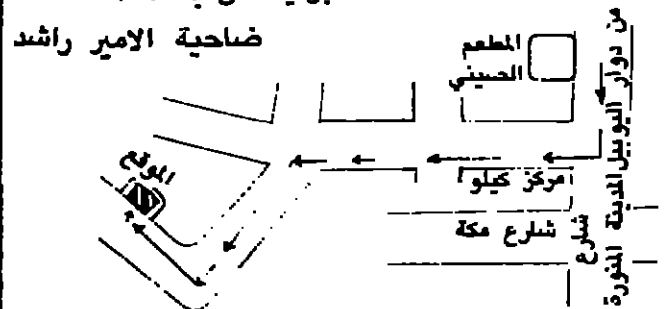 ضاحية الامير راشد
المطعم
الصيني
من دوار اليوبيل
الموقع
مركز كيلو
شارع مكة
شارع
المدينة المنورة